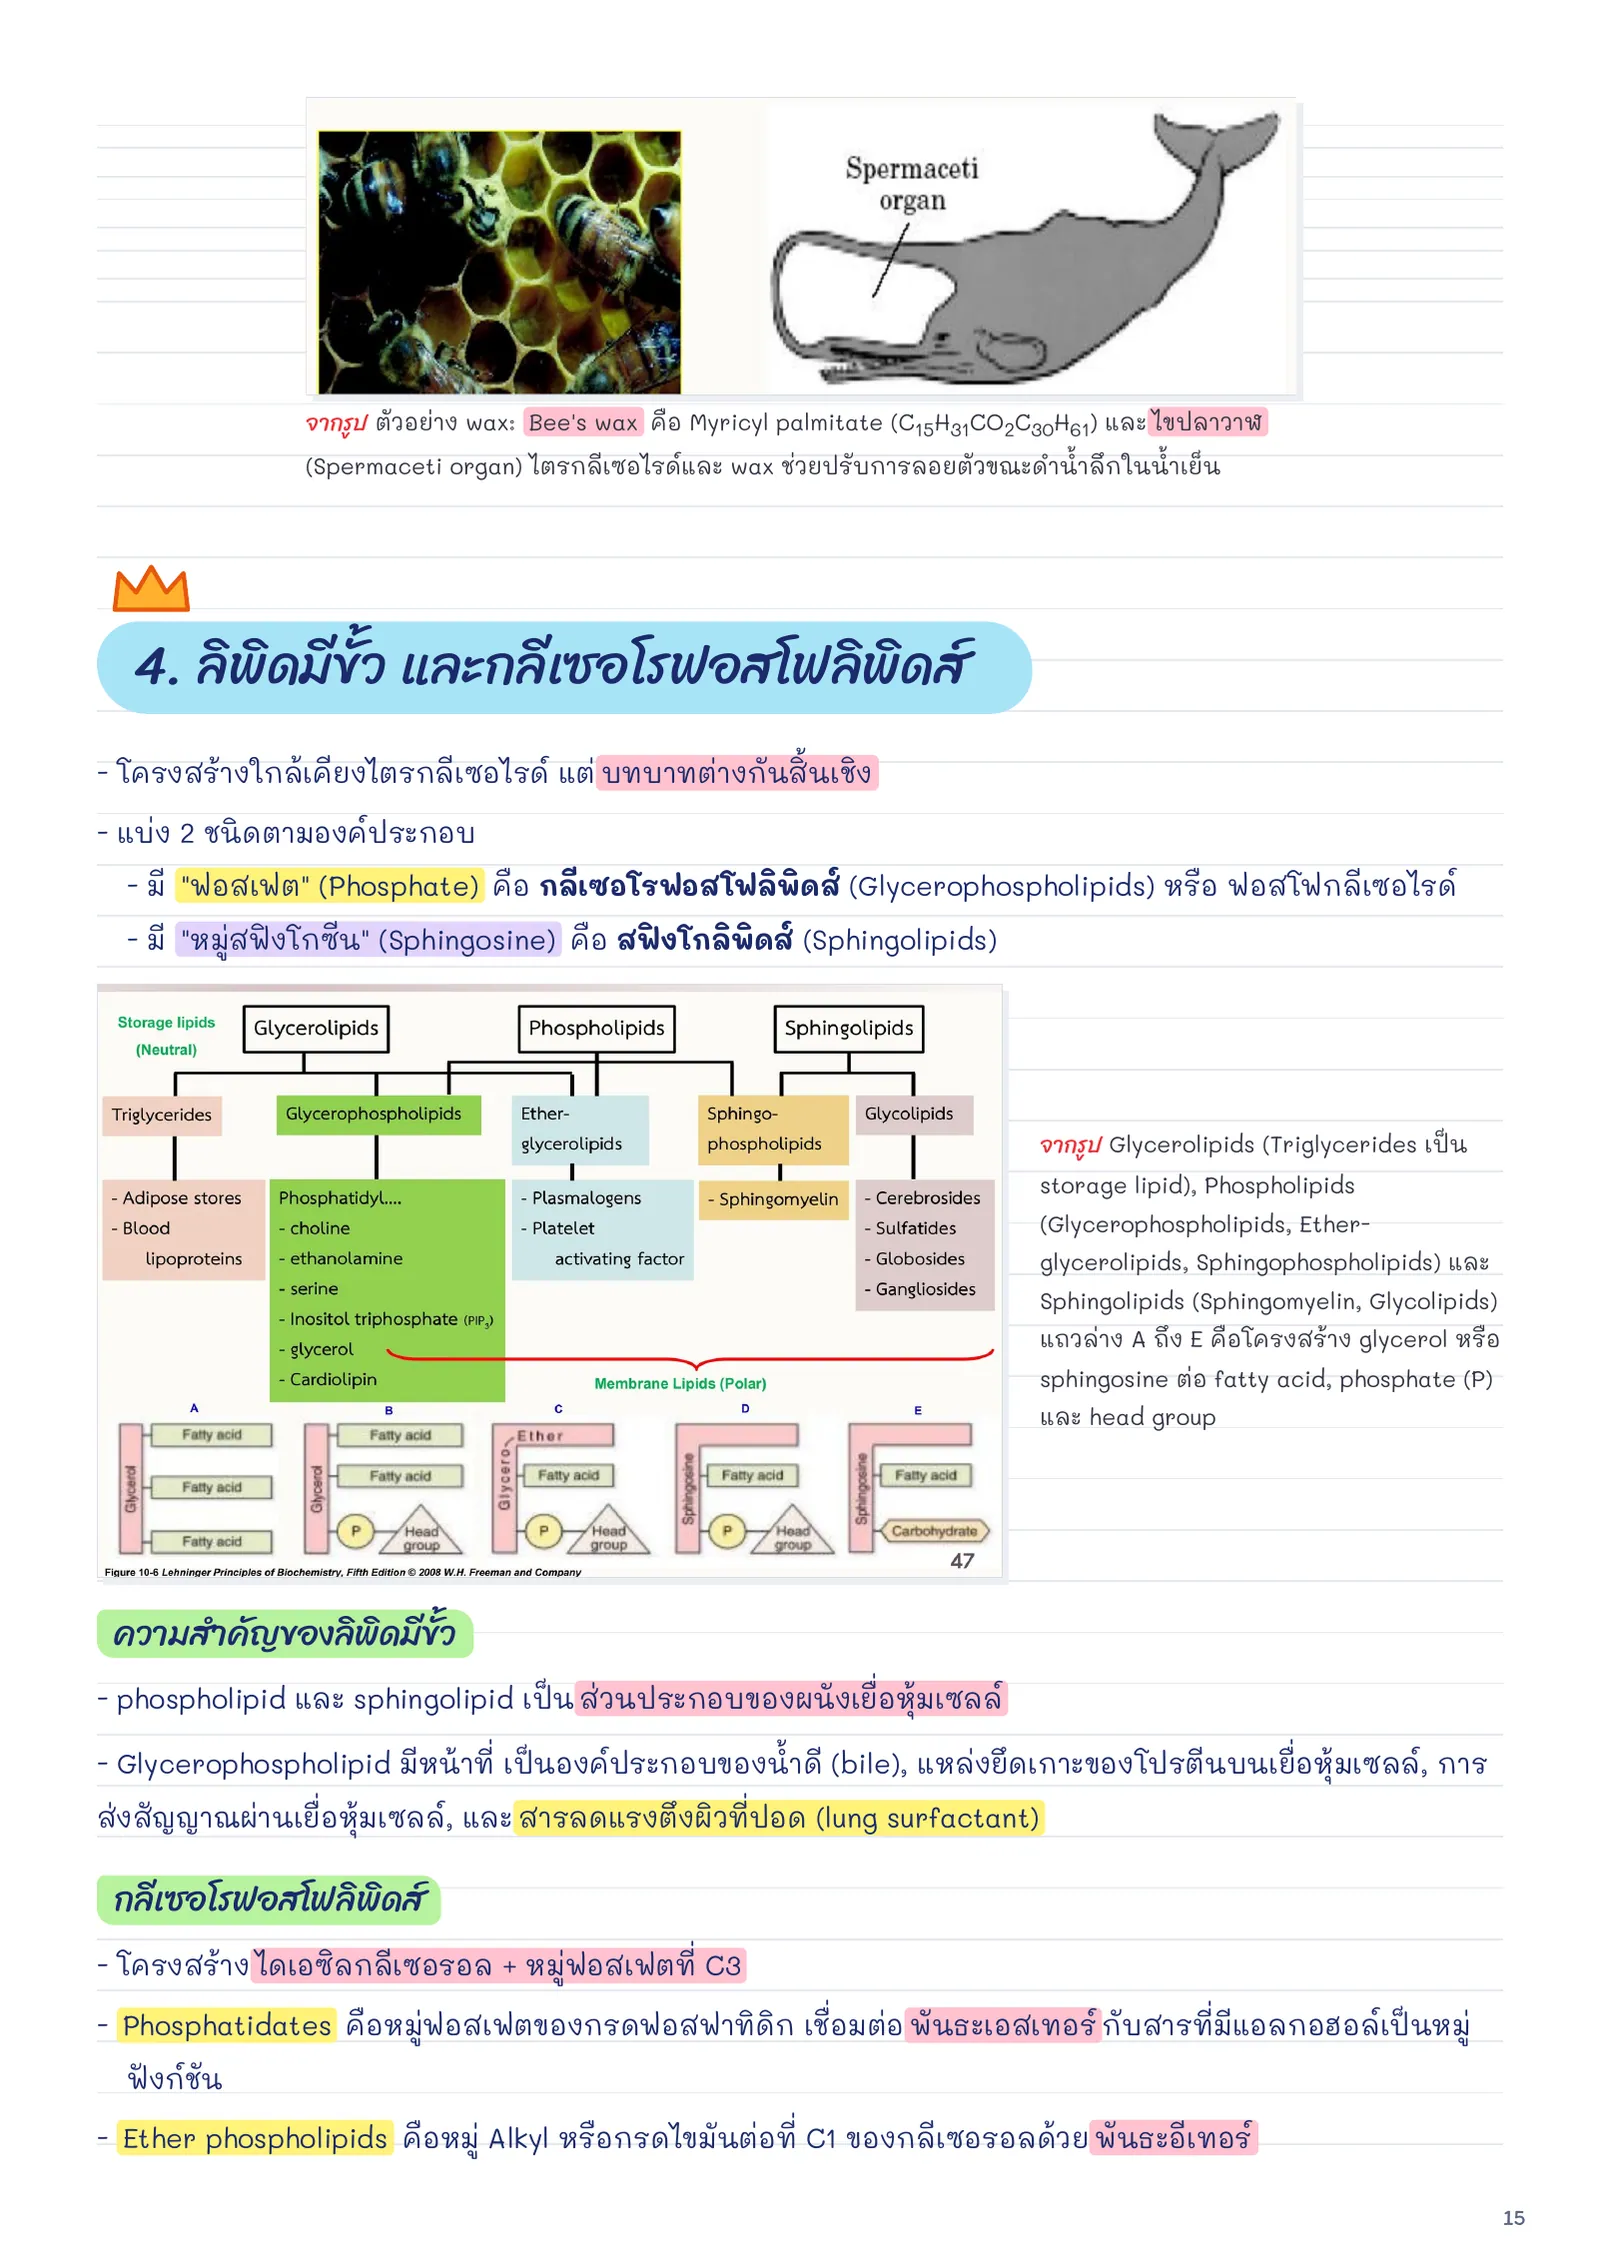 Spermaceti
organ
จากรูป ตัวอย่าง wax: Bee's wax คือ Myricyl palmitate (C15H31CO2C30H61) และไขปลาวาฬ
(Spermaceti organ) ไตรกลีเซอไรด์และ wax ช่วยปรับการลอยตัวขณะดำน้ำลึกในน้ำเย็น
4. ลิพิดมีขั้ว และกลีเซอโรฟอสโฟลิพิดส์
- โครงสร้างใกล้เคียงไตรกลีเซอไรด์ แต่บทบาทต่างกันสิ้นเชิง
- แบ่ง 2 ชนิดตามองค์ประกอบ
- มี "ฟอสเฟต" (Phosphate) คือ กลีเซอโรฟอสโฟลิพิดส์ (Glycerophospholipids) หรือ ฟอสโฟกลีเซอไรด์
- มี "หมู่สฟิงโกซีน" (Sphingosine) คือ สฟิงโกลิพิดส์ (Sphingolipids)
Storage lipids
(Neutral)
Glycerolipids
Phospholipids
Sphingolipids
Triglycerides
Glycerophospholipids
Ether-
glycerolipids
Sphingo-
phospholipids
Glycolipids
- Adipose stores
- Blood
lipoproteins
Phosphatidyl....
- choline
- ethanolamine
- serine
- Inositol triphosphate (PIP3)
- glycerol
- Cardiolipin
- Plasmalogens
- Platelet
activating factor
- Sphingomyelin
- Cerebrosides
- Sulfatides
- Globosides
- Gangliosides
Membrane Lipids (Polar)
A
Glycerol
Fatty acid
Fatty acid
Fatty acid
B
Glycerol
Fatty acid
Fatty acid
P
Head
group
C
Glycero
Ether
Fatty acid
P
Head
group
D
Sphingosine
Fatty acid
P
Head
group
E
Sphingosine
Fatty acid
Carbohydrate
47
Figure 10-6 Lehninger Principles of Biochemistry, Fifth Edition © 2008 W.H. Freeman and Company
จากรูป Glycerolipids (Triglycerides เป็น
storage lipid), Phospholipids
(Glycerophospholipids, Ether-
glycerolipids, Sphingophospholipids) และ
Sphingolipids (Sphingomyelin, Glycolipids)
แถวล่าง A ถึง E คือโครงสร้าง glycerol หรือ
sphingosine ต่อ fatty acid, phosphate (P)
และ head group
ความสำคัญของลิพิดมีขั้ว
- phospholipid และ sphingolipid เป็นส่วนประกอบของผนังเยื่อหุ้มเซลล์
- Glycerophospholipid มีหน้าที่ เป็นองค์ประกอบของน้ำดี (bile), แหล่งยึดเกาะของโปรตีนบนเยื่อหุ้มเซลล์, การ
ส่งสัญญาณผ่านเยื่อหุ้มเซลล์, และสารลดแรงตึงผิวที่ปอด (lung surfactant)
กลีเซอโรฟอสโฟลิพิดส์
- โครงสร้างไดเอซิลกลีเซอรอล + หมู่ฟอสเฟตที่ C3
- Phosphatidates คือหมู่ฟอสเฟตของกรดฟอสฟาทิดิก เชื่อมต่อพันธะเอสเทอร์กับสารที่มีแอลกอฮอล์เป็นหมู่
ฟังก์ชัน
- Ether phospholipids คือหมู่ Alkyl หรือกรดไขมันต่อที่ C1 ของกลีเซอรอลด้วยพันธะอีเทอร์
15